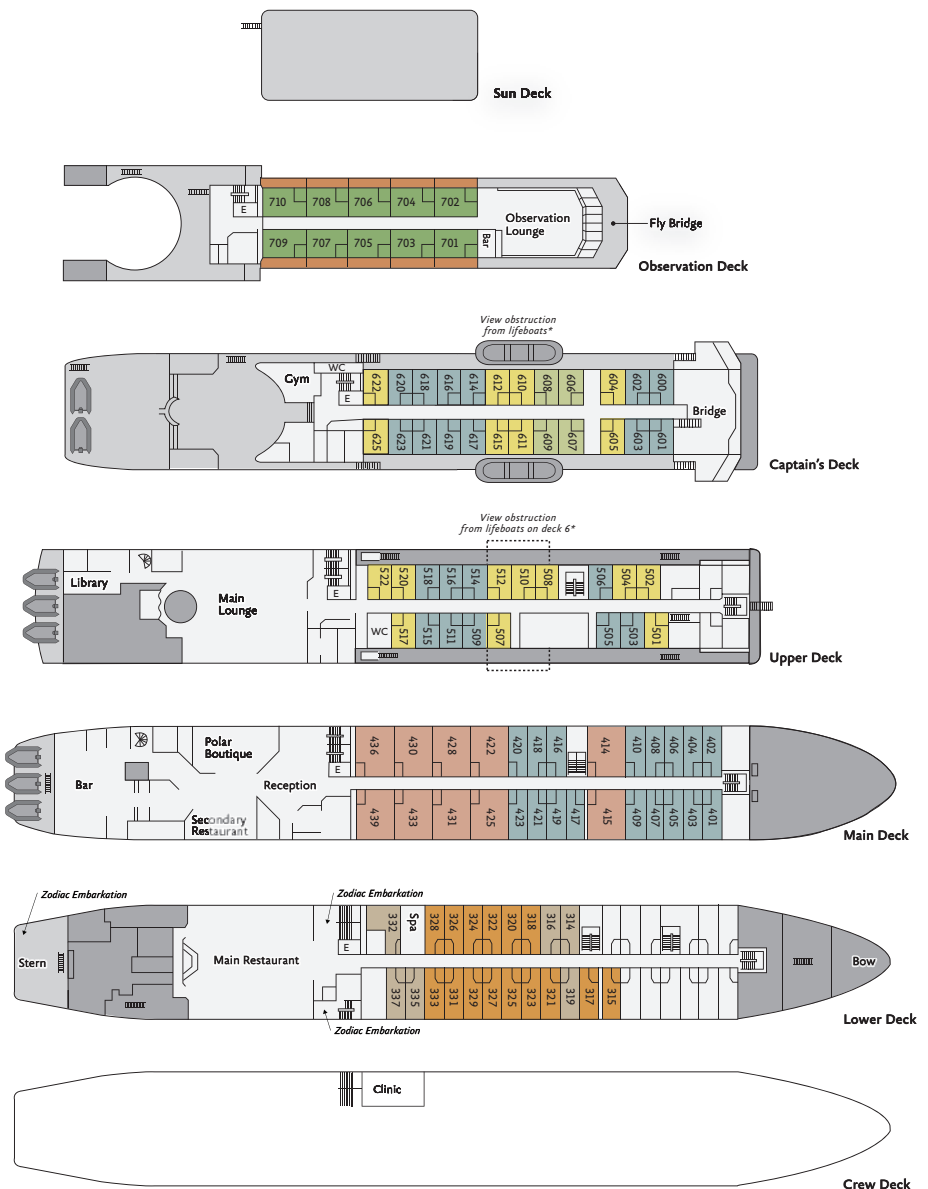 Sun Deck
710 708 706 704 702
E
Observation
Lounge
Fly Bridge
709 707 705 703 701
Bar
Observation Deck
View obstruction
from lifeboats*
Gym
WC
E
622 620 618 616 614 612 610 608 606 604 602 600
Bridge
625 623 621 619 617 615 611 609 607 605 603 601
Captain's Deck
View obstruction
from lifeboats on deck 6*
Library
Main
Lounge
E
522 520 518 516 514 512 510 508 506 504 502
WC
517 515 511 509 507 505 503 501
Upper Deck
Polar
Boutique
E
436 430 428 422 420 418 416 414 410 408 406 404 402
Bar
Reception
Secondary
Restaurant
439 433 431 425 423 421 419 417 415 409 407 405 403 401
Main Deck
Zodiac Embarkation
Zodiac Embarkation
332
Spa
328 326 324 322 320 318 316 314
E
Stern
Main Restaurant
Bow
337 335 333 331 329 327 325 323 321 319 317 315
Lower Deck
Zodiac Embarkation
Clinic
Crew Deck